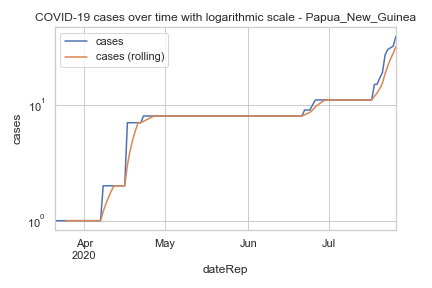 COVID-19 cases over time with logarithmic scale - Papua_New_Guinea
cases
cases (rolling)
10¹
10⁰
cases
Apr
2020
May
Jun
Jul
dateRep